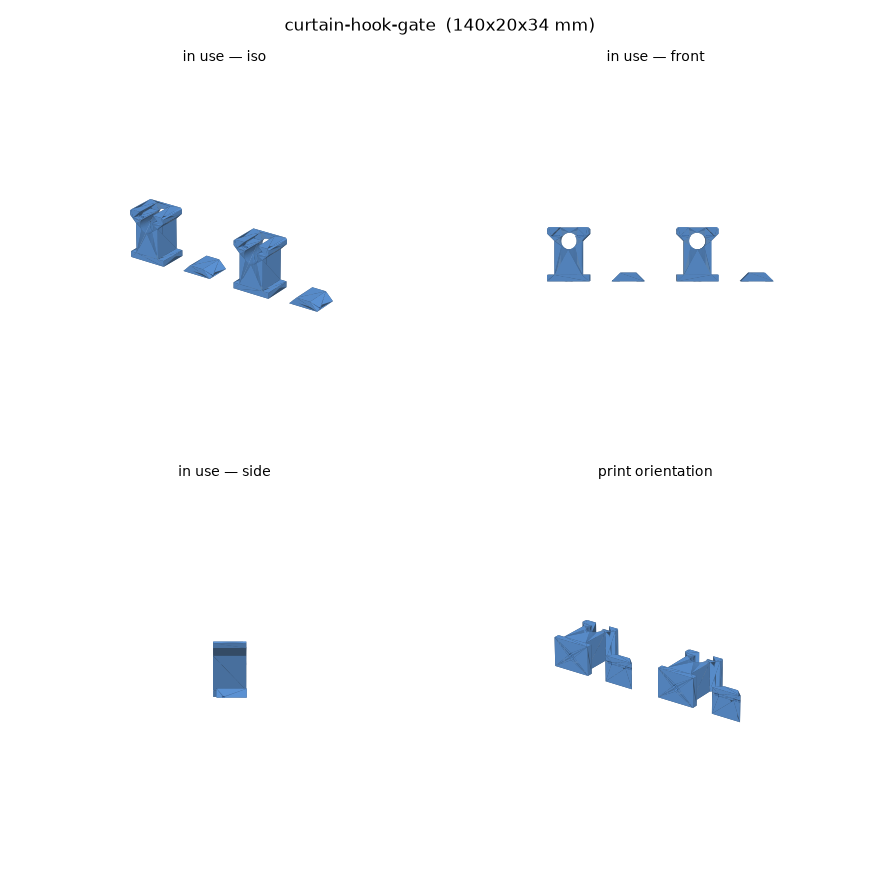 curtain-hook-gate  (140x20x34 mm)
in use — iso
in use — front
in use — side
print orientation